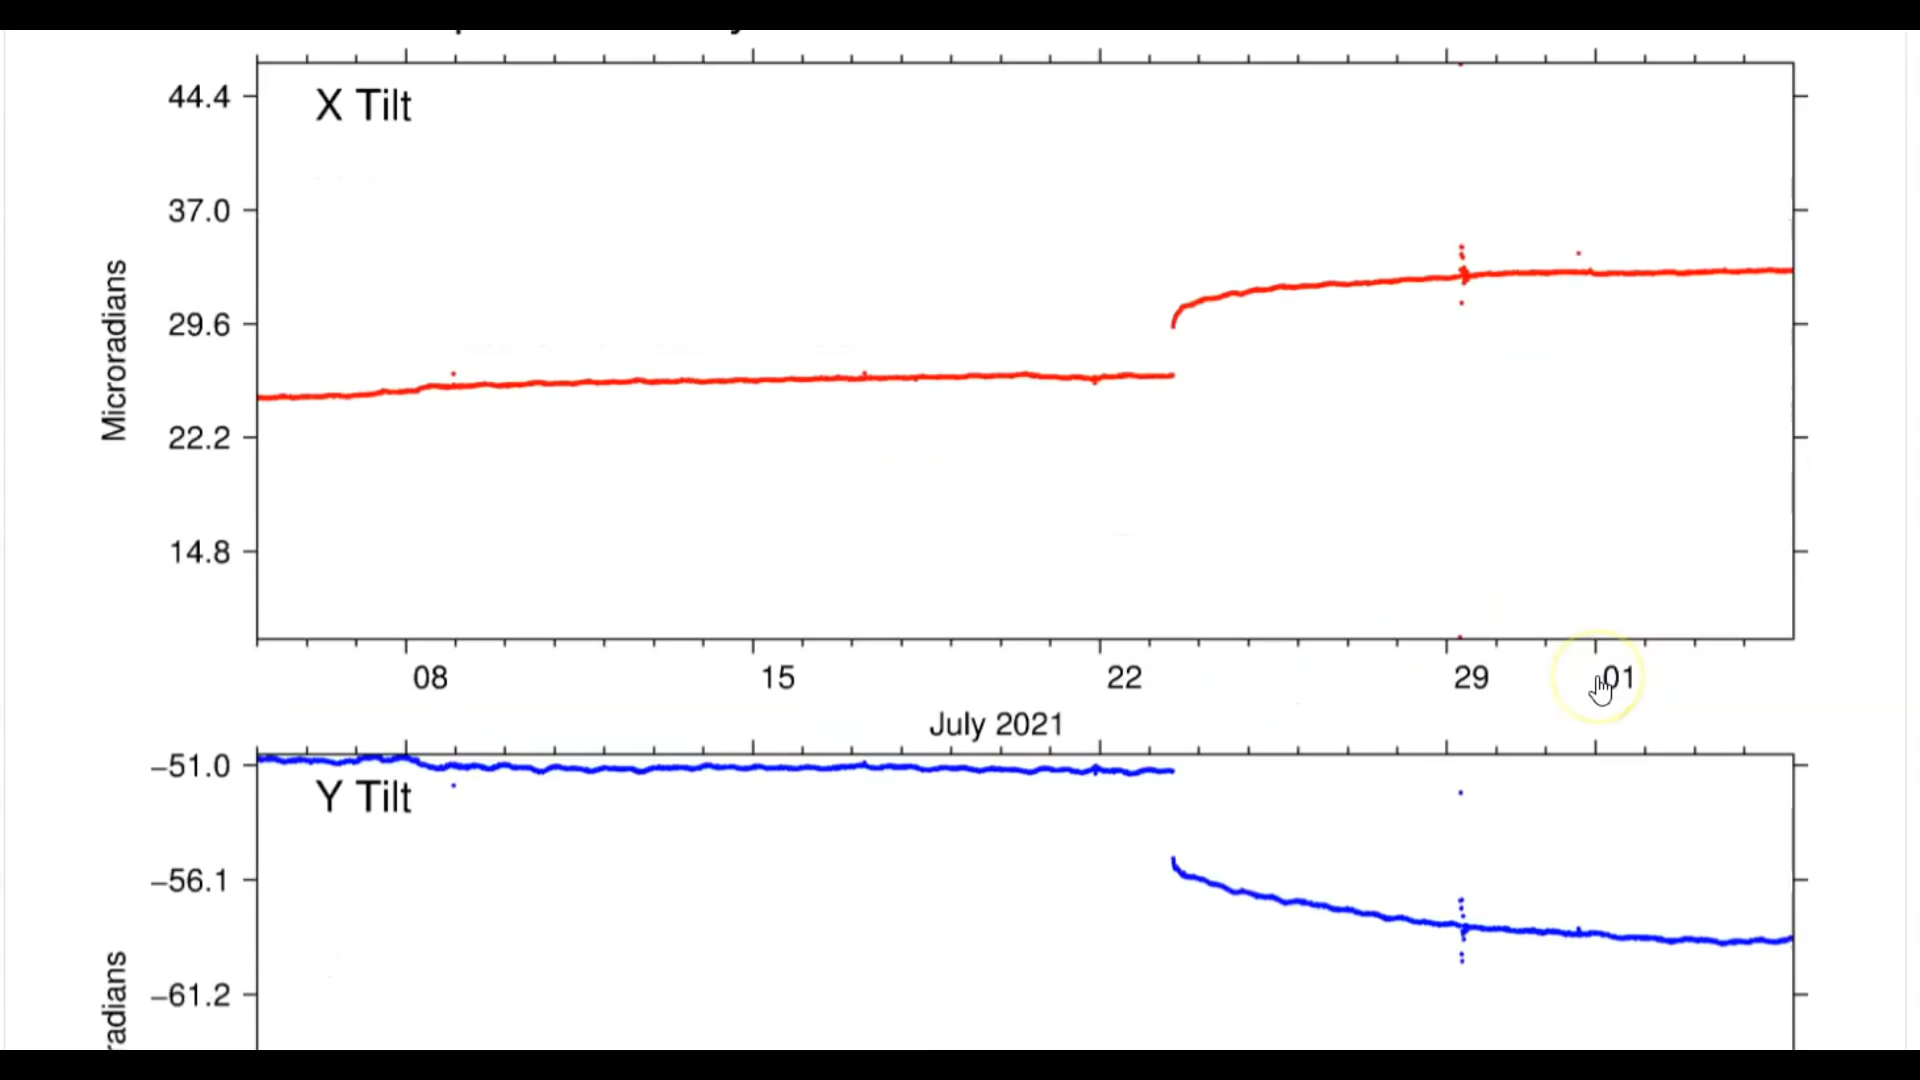 44.4
X Tilt
37.0
29.6
22.2
14.8
Microradians
08 15 22 29 01
July 2021
−51.0
Y Tilt
−56.1
−61.2
radians